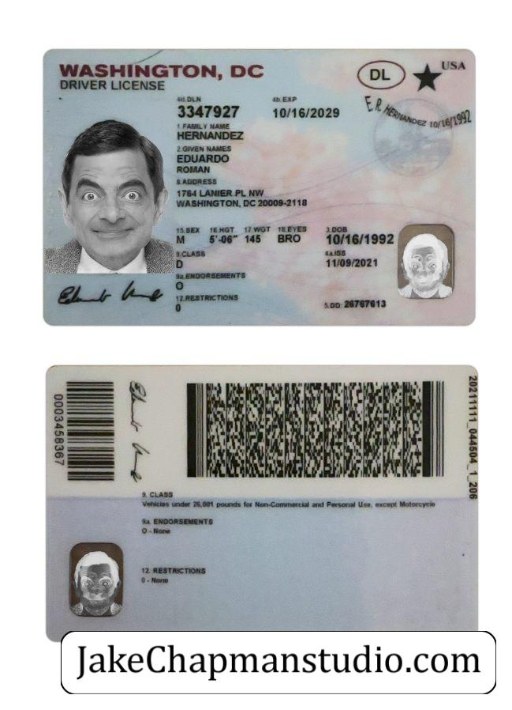 WASHINGTON, DC
DRIVER LICENSE
DL
USA
4d.DLN
3347927
4b.EXP
10/16/2029
E R HERNANDEZ 10/16/1992
1.FAMILY NAME
HERNANDEZ
2.GIVEN NAMES
EDUARDO
ROMAN
8.ADDRESS
1764 LANIER PL NW
WASHINGTON, DC 20009-2118
15.SEX 16.HGT 17.WGT 18.EYES 3.DOB
M 5'-06" 145 BRO 10/16/1992
9.CLASS
D
4a.ISS
11/09/2021
9a.ENDORSEMENTS
O
12.RESTRICTIONS
0
5.DD 26767613
0003458367
20211111_044504_1_206
9. CLASS
Vehicles under 26,001 pounds for Non-Commercial and Personal Use, except Motorcycle
9a. ENDORSEMENTS
O - None
12. RESTRICTIONS
0 - None
JakeChapmanstudio.com